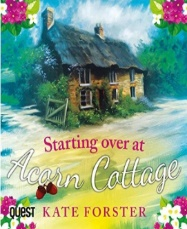 Starting over at
Acorn Cottage
QUEST
KATE FORSTER